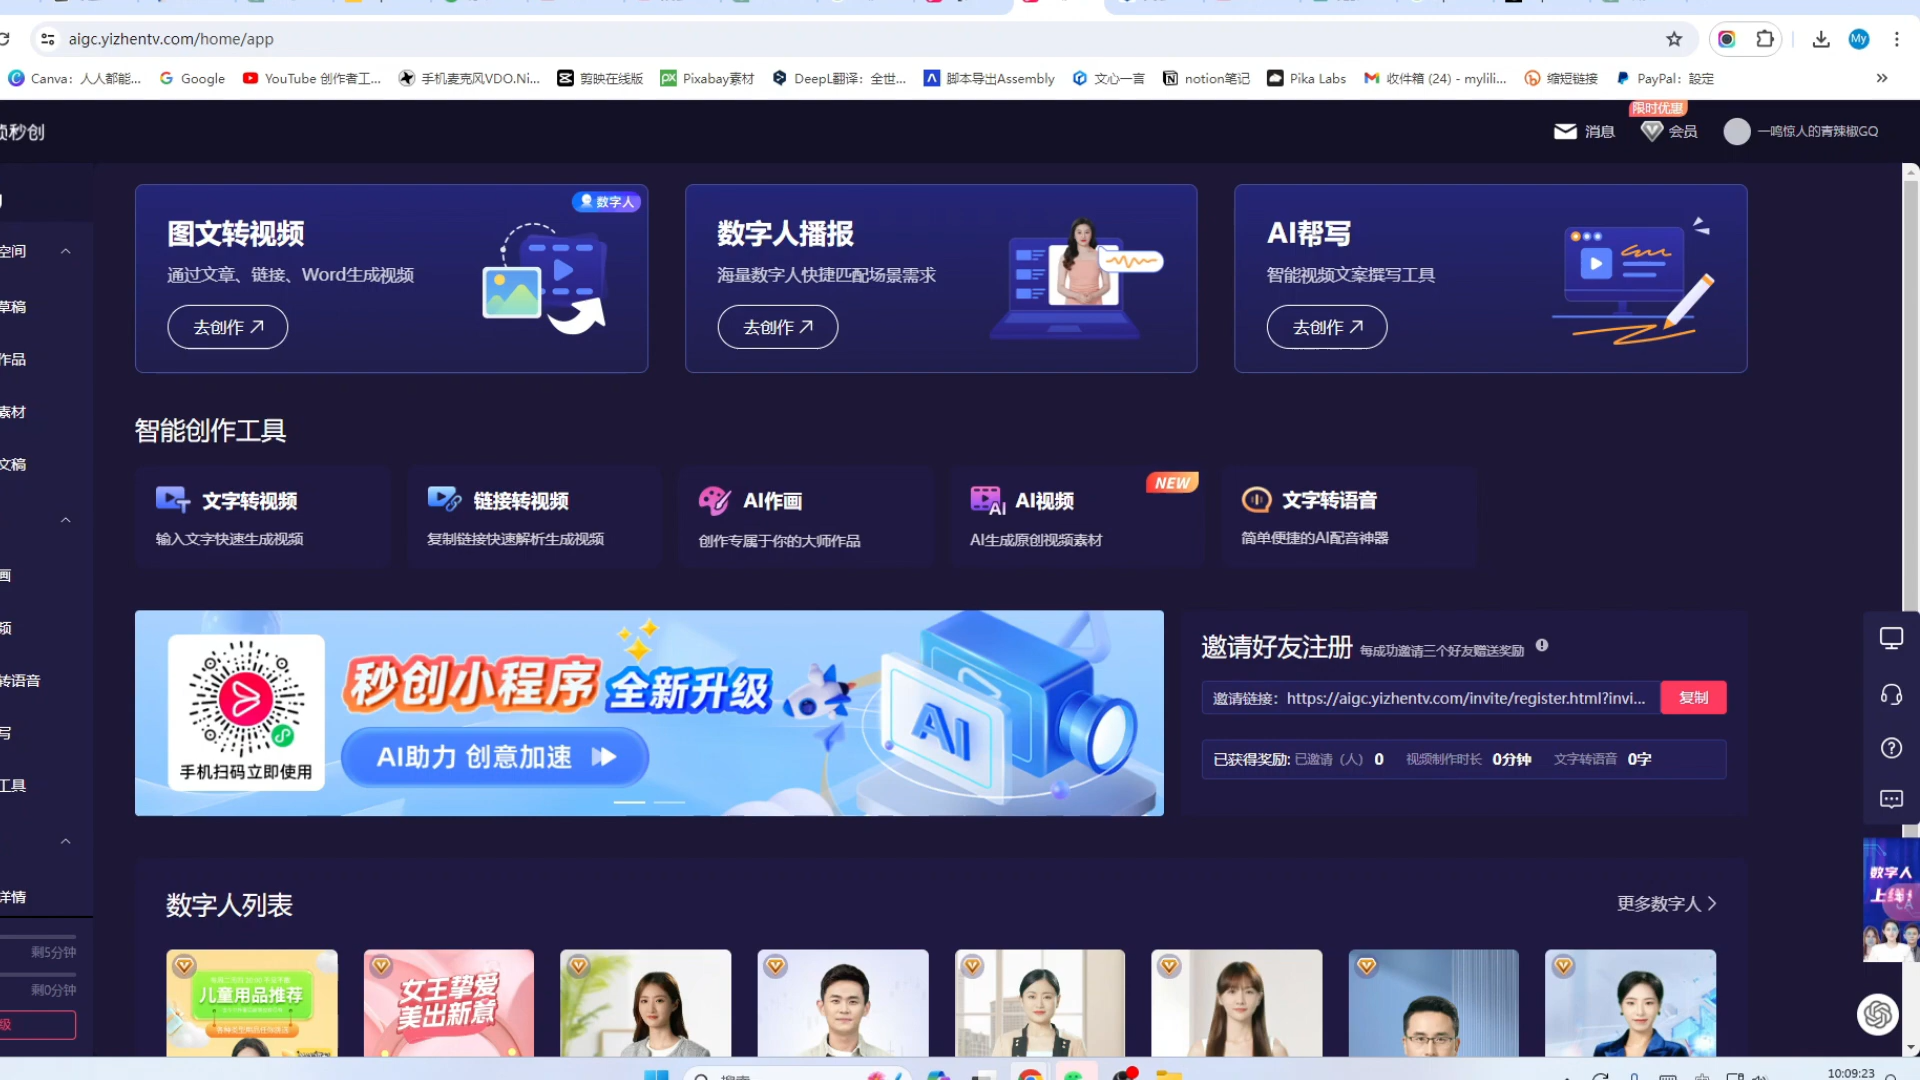 aigc.yizhentv.com/home/app
My
Canva：人人都能...
Google
YouTube 创作者工...
手机麦克风VDO.Ni...
剪映在线版
Pixabay素材
DeepL翻译：全世...
脚本导出Assembly
文心一言
notion笔记
Pika Labs
收件箱 (24) - mylili...
缩短链接
PayPal：設定
秒创
消息
限时优惠
会员
一鸣惊人的青辣椒GQ
空间
草稿
作品
素材
文稿
画
频
转语音
写
工具
详情
剩5分钟
剩0分钟
级
数字人
图文转视频
通过文章、链接、Word生成视频
去创作
数字人播报
海量数字人快捷匹配场景需求
去创作
AI帮写
智能视频文案撰写工具
去创作
智能创作工具
文字转视频
输入文字快速生成视频
链接转视频
复制链接快速解析生成视频
AI作画
创作专属于你的大师作品
NEW
AI视频
AI生成原创视频素材
文字转语音
简单便捷的AI配音神器
秒创小程序 全新升级
AI助力 创意加速
手机扫码立即使用
AI
邀请好友注册 每成功邀请三个好友赠送奖励
邀请链接：https://aigc.yizhentv.com/invite/register.html?invi...
复制
已获得奖励: 已邀请（人） 0 视频制作时长 0分钟 文字转语音 0字
数字人
上线!
数字人列表
更多数字人
儿童用品推荐
女王挚爱
美出新意
搜索
10:09:23